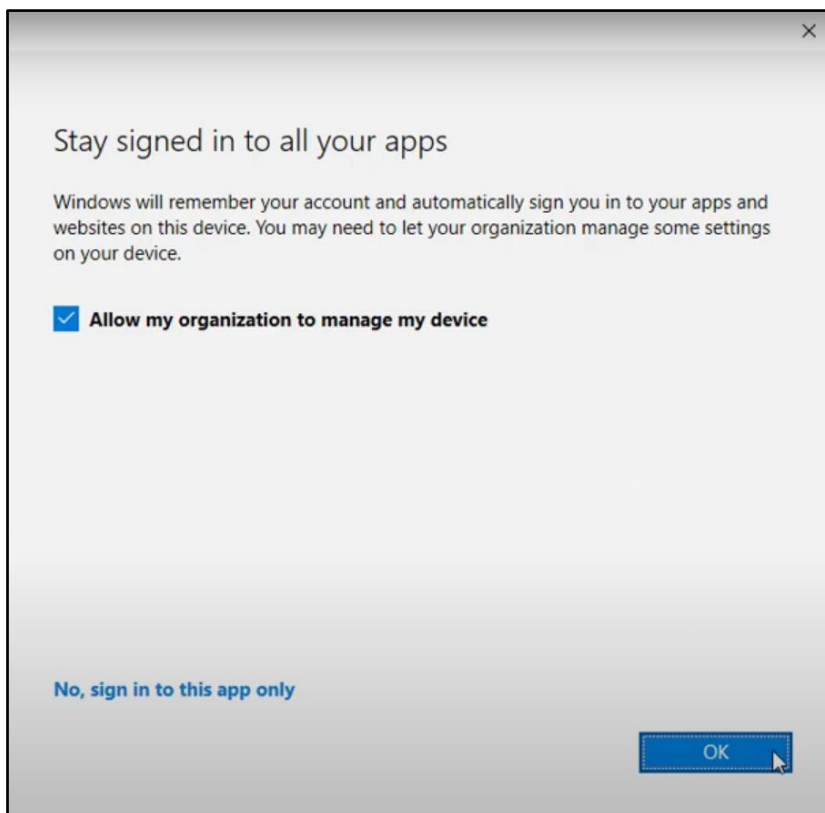 Stay signed in to all your apps
Windows will remember your account and automatically sign you in to your apps and
websites on this device. You may need to let your organization manage some settings
on your device.
Allow my organization to manage my device
No, sign in to this app only
OK